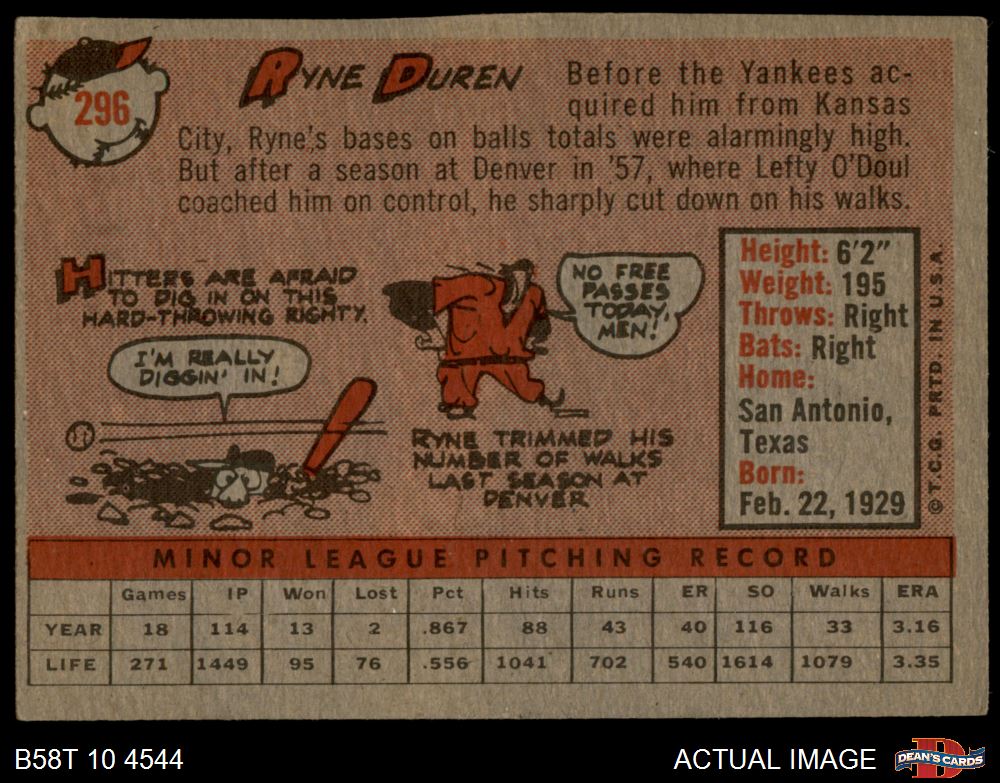 296
RYNE DUREN
Before the Yankees ac-
quired him from Kansas
City, Ryne's bases on balls totals were alarmingly high.
But after a season at Denver in '57, where Lefty O'Doul
coached him on control, he sharply cut down on his walks.
HITTERS ARE AFRAID
TO DIG IN ON THIS
HARD-THROWING RIGHTY.
I'M REALLY
DIGGIN' IN!
NO FREE
PASSES
TODAY,
MEN!
RYNE TRIMMED HIS
NUMBER OF WALKS
LAST SEASON AT
DENVER
Height: 6'2"
Weight: 195
Throws: Right
Bats: Right
Home:
San Antonio,
Texas
Born:
Feb. 22, 1929
© T.C.G. PRTD. IN U.S.A.
MINOR LEAGUE PITCHING RECORD
Games IP Won Lost Pct Hits Runs ER SO Walks ERA
YEAR 18 114 13 2 .867 88 43 40 116 33 3.16
LIFE 271 1449 95 76 .556 1041 702 540 1614 1079 3.35
B58T 10 4544
ACTUAL IMAGE
D
DEAN'S CARDS